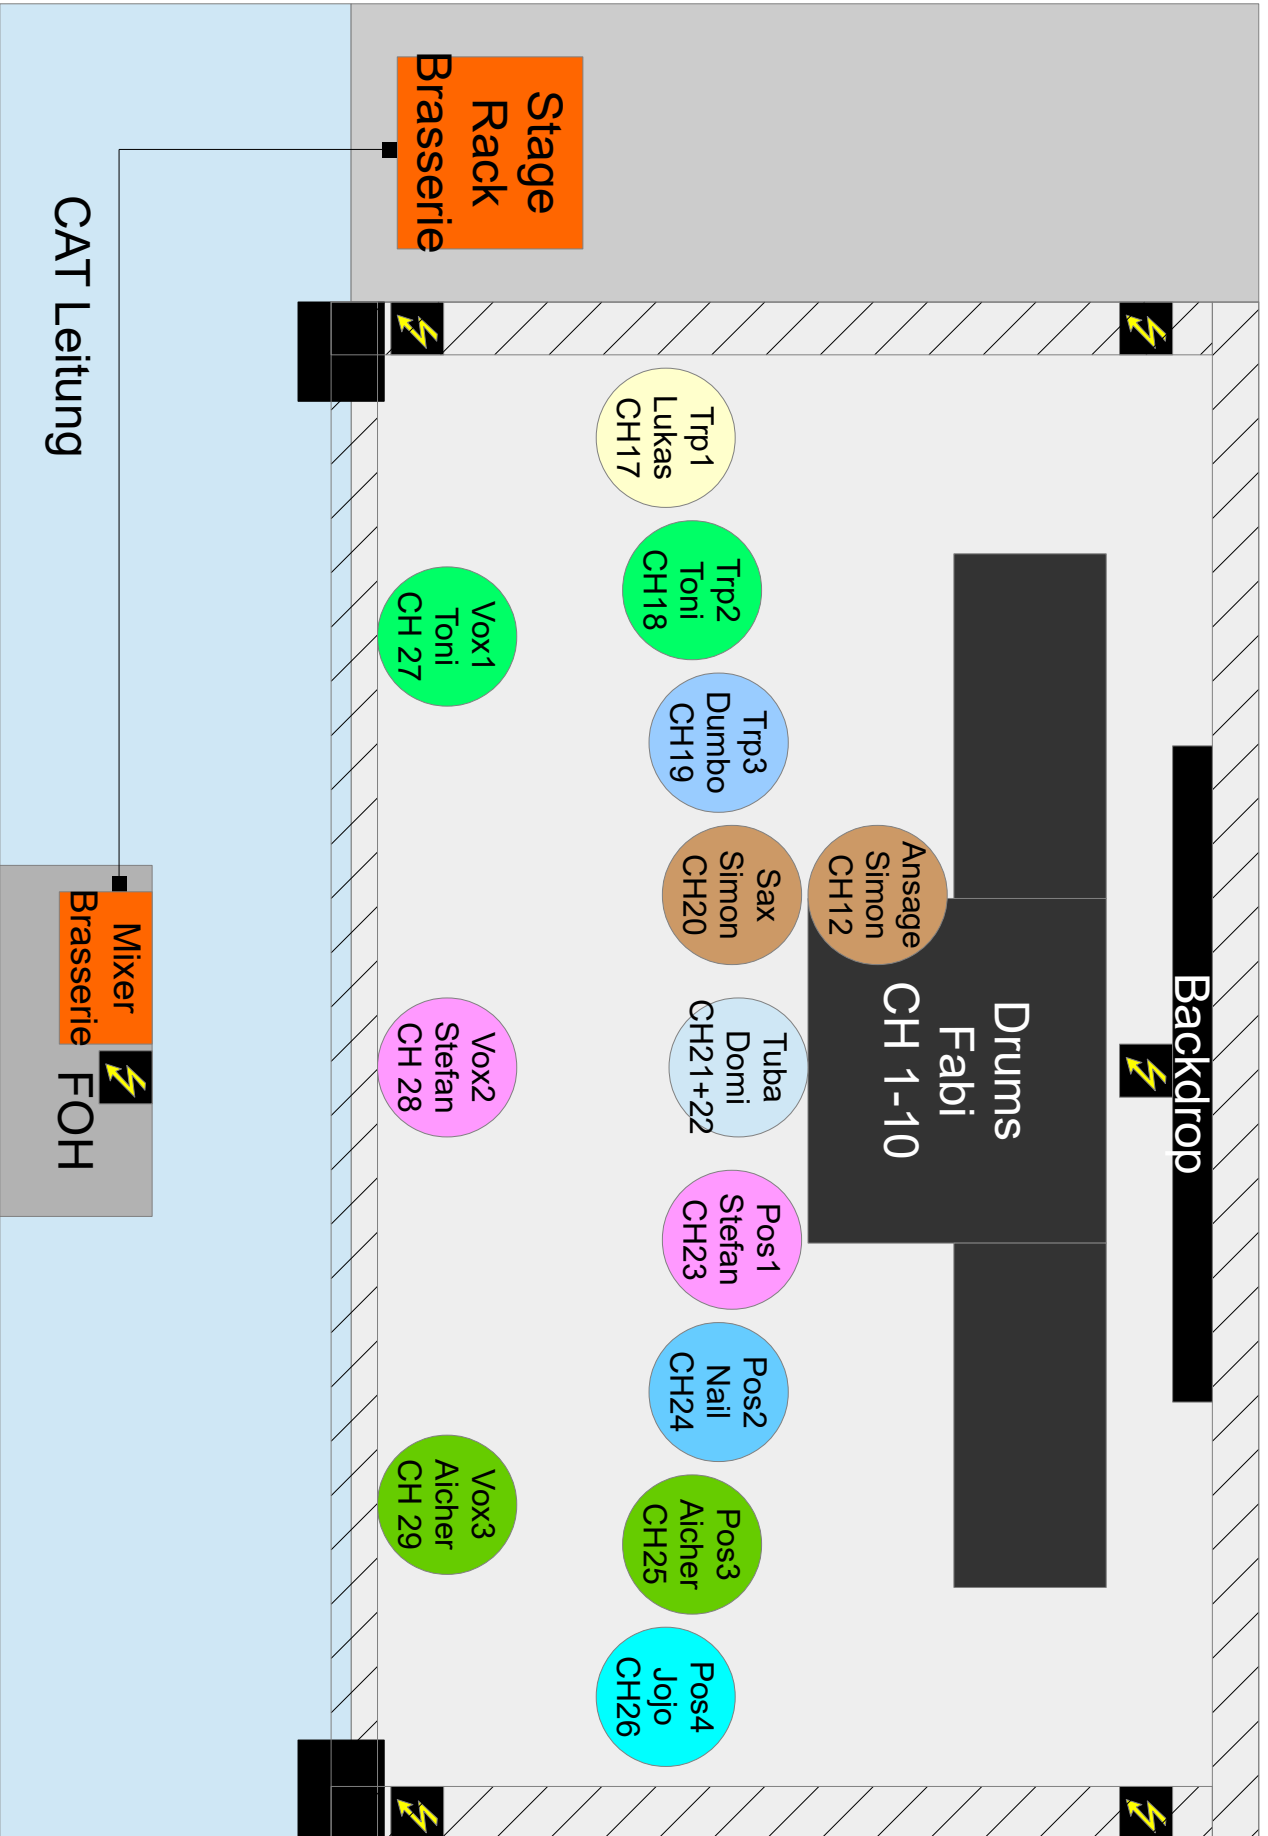 Backdrop
Drums
Fabi
CH 1-10
Ansage
Simon
CH12
Trp1
Lukas
CH17
Trp2
Toni
CH18
Trp3
Dumbo
CH19
Sax
Simon
CH20
Tuba
Domi
CH21+22
Pos1
Stefan
CH23
Pos2
Nail
CH24
Pos3
Aicher
CH25
Pos4
Jojo
CH26
Stage
Rack
Brasserie
Vox1
Toni
CH 27
Vox2
Stefan
CH 28
Vox3
Aicher
CH 29
CAT Leitung
Mixer
Brasserie
FOH